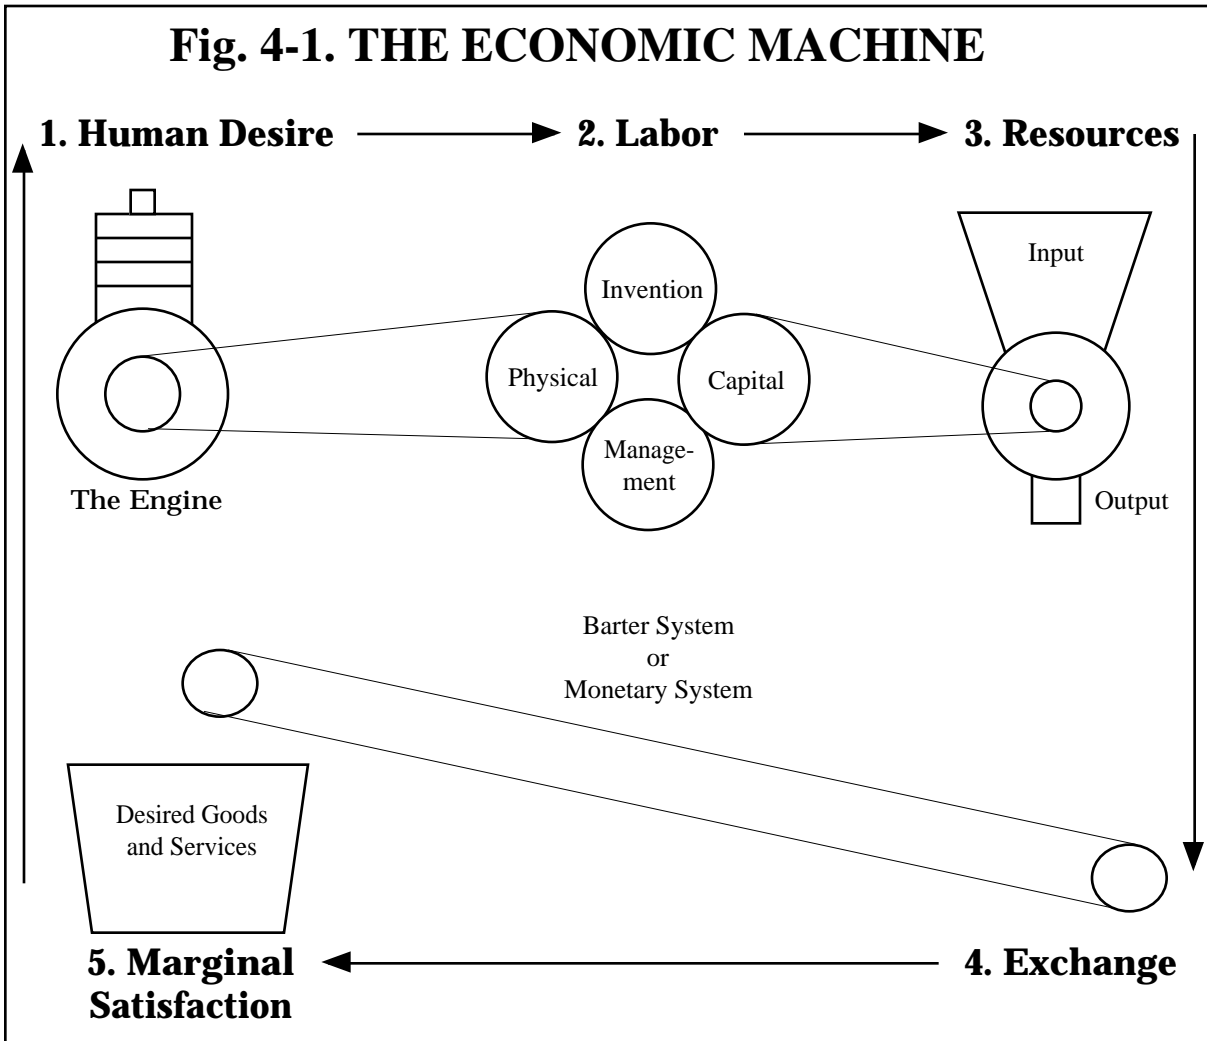 Fig. 4-1. THE ECONOMIC MACHINE
1. Human Desire
2. Labor
3. Resources
Input
Invention
Physical
Capital
Manage-
ment
The Engine
Output
Barter System
or
Monetary System
Desired Goods
and Services
5. Marginal
Satisfaction
4. Exchange